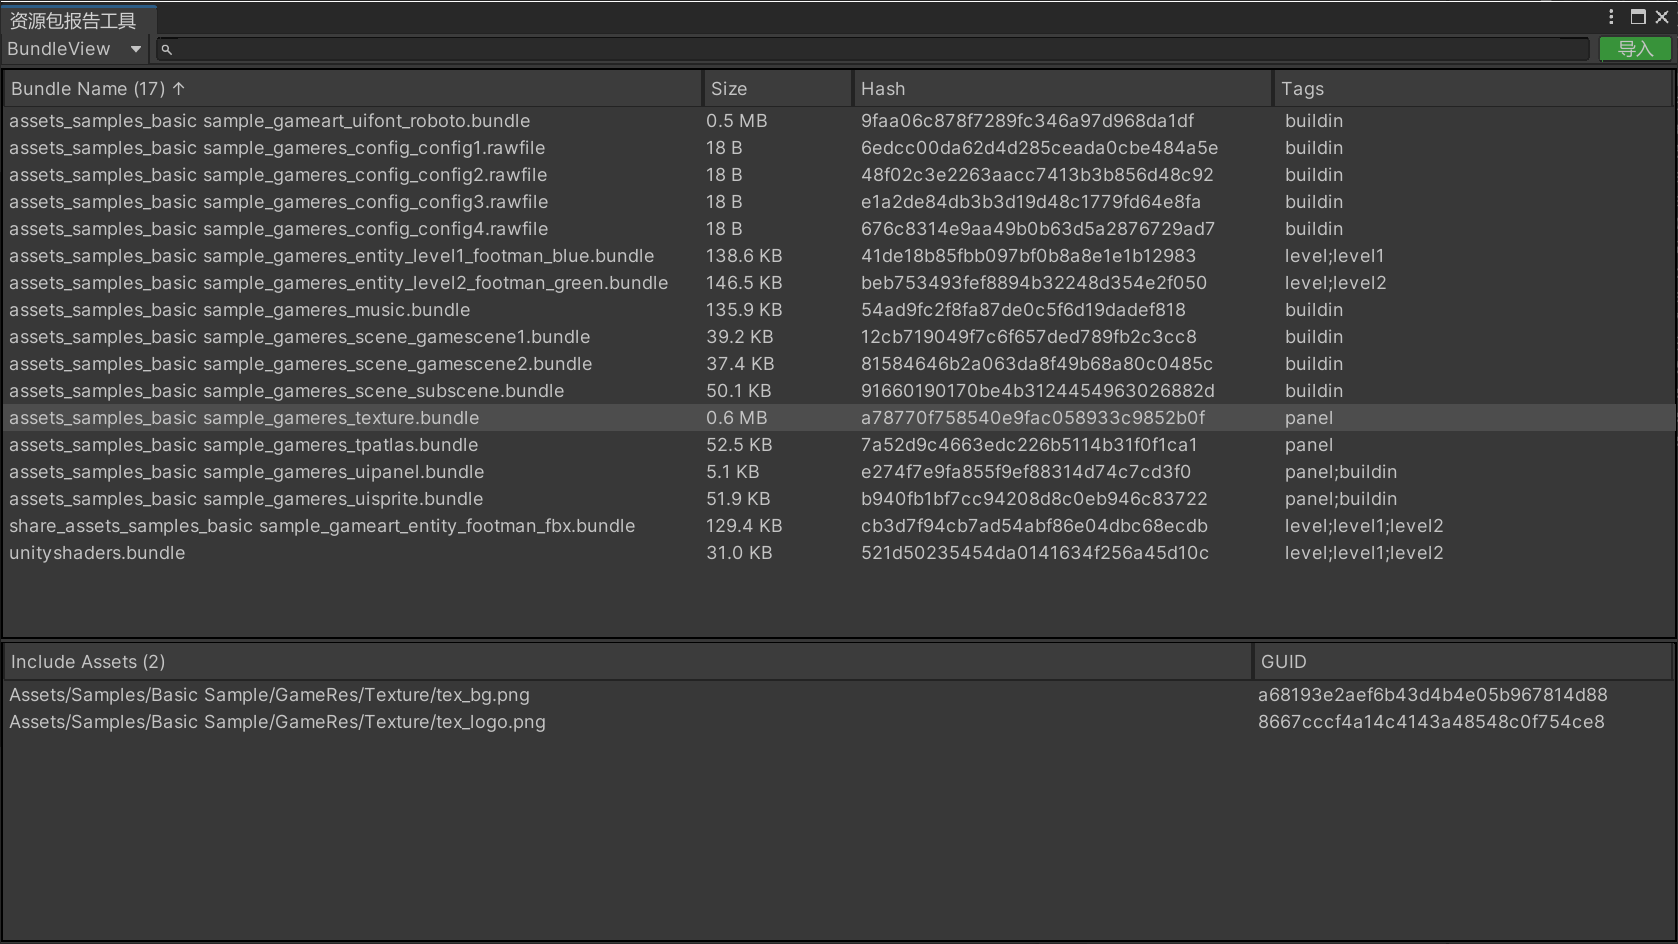 资源包报告工具
BundleView
导入
Bundle Name (17) ↑ Size Hash Tags
assets_samples_basic sample_gameart_uifont_roboto.bundle 0.5 MB 9faa06c878f7289fc346a97d968da1df buildin
assets_samples_basic sample_gameres_config_config1.rawfile 18 B 6edcc00da62d4d285ceada0cbe484a5e buildin
assets_samples_basic sample_gameres_config_config2.rawfile 18 B 48f02c3e2263aacc7413b3b856d48c92 buildin
assets_samples_basic sample_gameres_config_config3.rawfile 18 B e1a2de84db3b3d19d48c1779fd64e8fa buildin
assets_samples_basic sample_gameres_config_config4.rawfile 18 B 676c8314e9aa49b0b63d5a2876729ad7 buildin
assets_samples_basic sample_gameres_entity_level1_footman_blue.bundle 138.6 KB 41de18b85fbb097bf0b8a8e1e1b12983 level;level1
assets_samples_basic sample_gameres_entity_level2_footman_green.bundle 146.5 KB beb753493fef8894b32248d354e2f050 level;level2
assets_samples_basic sample_gameres_music.bundle 135.9 KB 54ad9fc2f8fa87de0c5f6d19dadef818 buildin
assets_samples_basic sample_gameres_scene_gamescene1.bundle 39.2 KB 12cb719049f7c6f657ded789fb2c3cc8 buildin
assets_samples_basic sample_gameres_scene_gamescene2.bundle 37.4 KB 81584646b2a063da8f49b68a80c0485c buildin
assets_samples_basic sample_gameres_scene_subscene.bundle 50.1 KB 91660190170be4b3124454963026882d buildin
assets_samples_basic sample_gameres_texture.bundle 0.6 MB a78770f758540e9fac058933c9852b0f panel
assets_samples_basic sample_gameres_tpatlas.bundle 52.5 KB 7a52d9c4663edc226b5114b31f0f1ca1 panel
assets_samples_basic sample_gameres_uipanel.bundle 5.1 KB e274f7e9fa855f9ef88314d74c7cd3f0 panel;buildin
assets_samples_basic sample_gameres_uisprite.bundle 51.9 KB b940fb1bf7cc94208d8c0eb946c83722 panel;buildin
share_assets_samples_basic sample_gameart_entity_footman_fbx.bundle 129.4 KB cb3d7f94cb7ad54abf86e04dbc68ecdb level;level1;level2
unityshaders.bundle 31.0 KB 521d50235454da0141634f256a45d10c level;level1;level2
Include Assets (2) GUID
Assets/Samples/Basic Sample/GameRes/Texture/tex_bg.png a68193e2aef6b43d4b4e05b967814d88
Assets/Samples/Basic Sample/GameRes/Texture/tex_logo.png 8667cccf4a14c4143a48548c0f754ce8